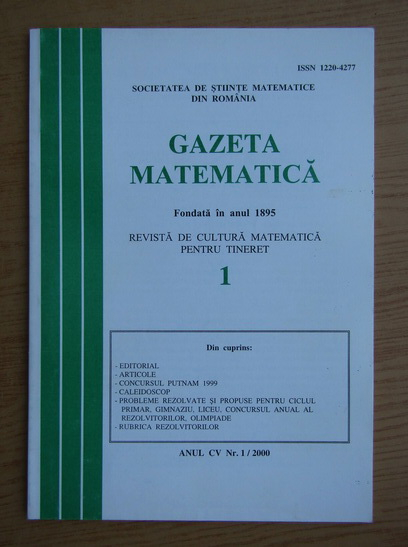 ISSN 1220-4277
SOCIETATEA DE ȘTIINȚE MATEMATICE
DIN ROMÂNIA
GAZETA
MATEMATICĂ
Fondată în anul 1895
REVISTĂ DE CULTURĂ MATEMATICĂ
PENTRU TINERET
1
Din cuprins:
- EDITORIAL
- ARTICOLE
- CONCURSUL PUTNAM 1999
- CALEIDOSCOP
- PROBLEME REZOLVATE ȘI PROPUSE PENTRU CICLUL
PRIMAR, GIMNAZIU, LICEU, CONCURSUL ANUAL AL
REZOLVITORILOR, OLIMPIADE
- RUBRICA REZOLVITORILOR
ANUL CV Nr. 1 / 2000